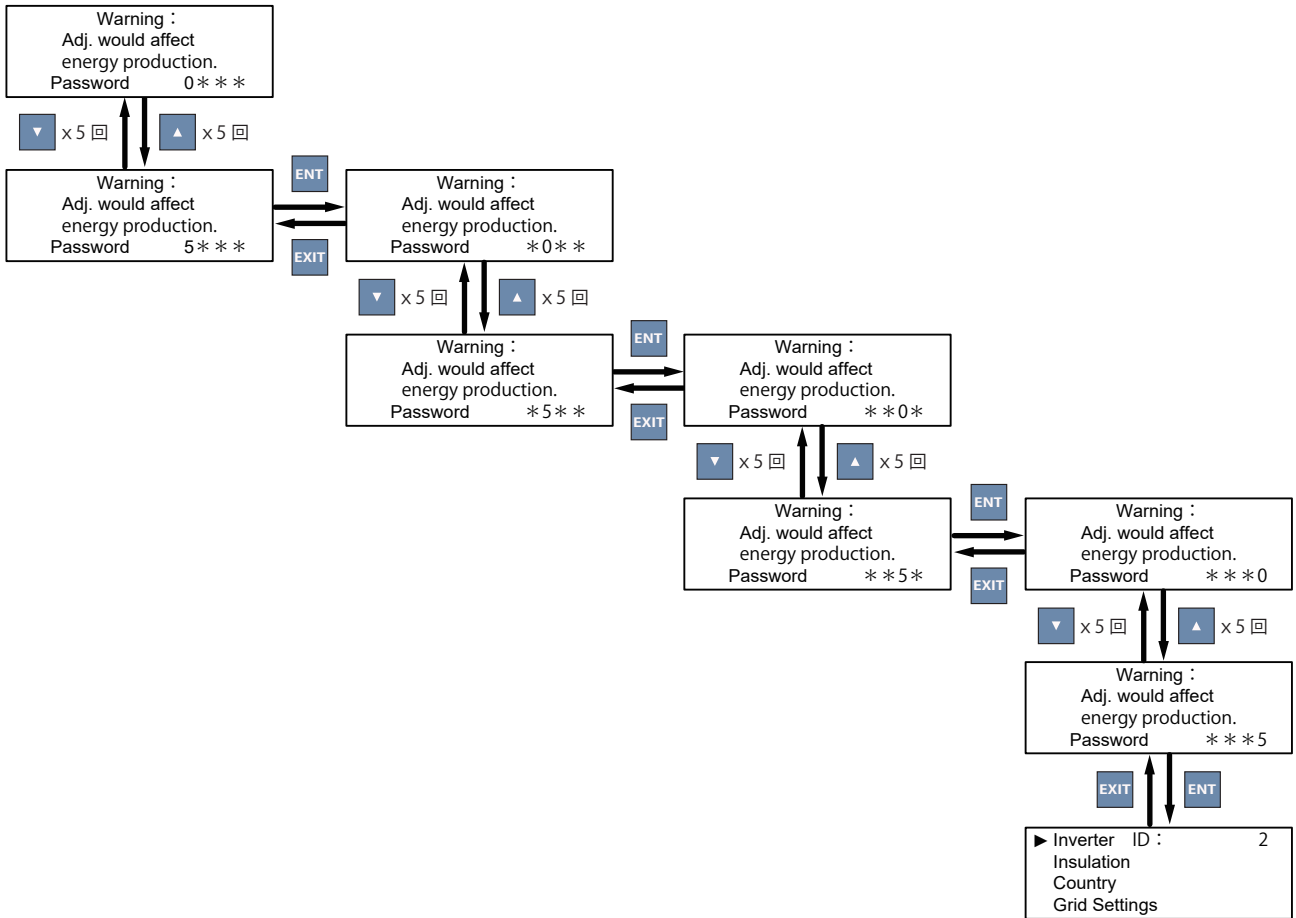 Warning：
Adj. would affect
energy production.
Password 0＊＊＊
▼ x 5 回 ▲ x 5 回
Warning：
Adj. would affect
energy production.
Password 5＊＊＊
ENT
EXIT
Warning：
Adj. would affect
energy production.
Password ＊0＊＊
▼ x 5 回 ▲ x 5 回
Warning：
Adj. would affect
energy production.
Password ＊5＊＊
ENT
EXIT
Warning：
Adj. would affect
energy production.
Password ＊＊0＊
▼ x 5 回 ▲ x 5 回
Warning：
Adj. would affect
energy production.
Password ＊＊5＊
ENT
EXIT
Warning：
Adj. would affect
energy production.
Password ＊＊＊0
▼ x 5 回 ▲ x 5 回
Warning：
Adj. would affect
energy production.
Password ＊＊＊5
EXIT ENT
▶ Inverter ID： 2
Insulation
Country
Grid Settings